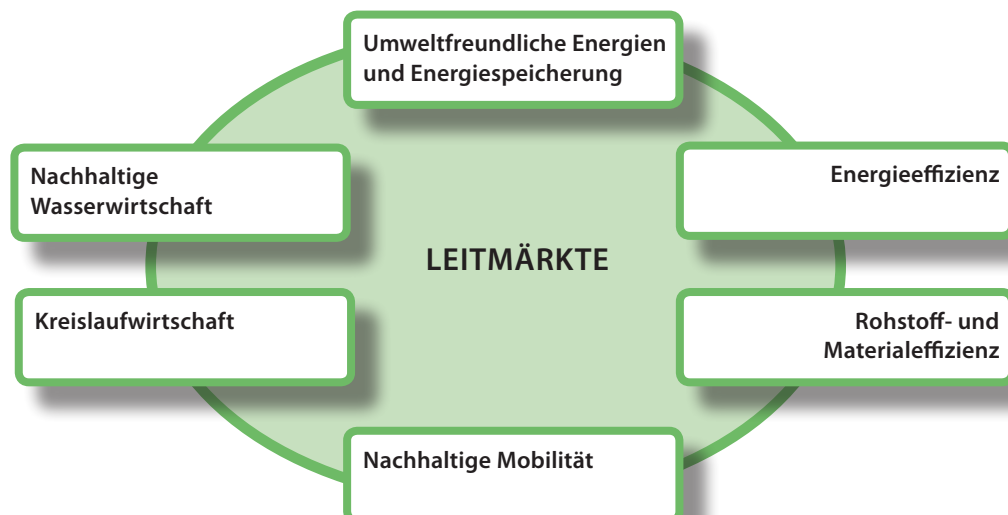 Umweltfreundliche Energien
und Energiespeicherung
Nachhaltige
Wasserwirtschaft
Energieeffizienz
LEITMÄRKTE
Kreislaufwirtschaft
Rohstoff- und
Materialeffizienz
Nachhaltige Mobilität